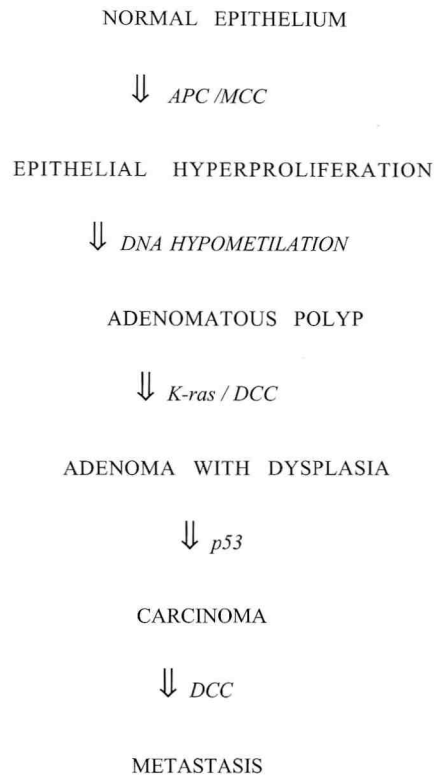 NORMAL EPITHELIUM
⇓ APC /MCC
EPITHELIAL HYPERPROLIFERATION
⇓ DNA HYPOMETILATION
ADENOMATOUS POLYP
⇓ K-ras / DCC
ADENOMA WITH DYSPLASIA
⇓ p53
CARCINOMA
⇓ DCC
METASTASIS